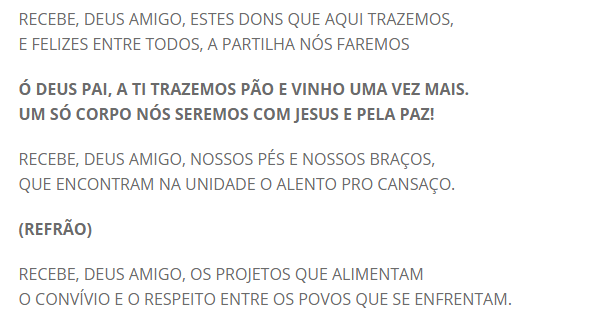 RECEBE, DEUS AMIGO, ESTES DONS QUE AQUI TRAZEMOS,
E FELIZES ENTRE TODOS, A PARTILHA NÓS FAREMOS
Ó DEUS PAI, A TI TRAZEMOS PÃO E VINHO UMA VEZ MAIS.
UM SÓ CORPO NÓS SEREMOS COM JESUS E PELA PAZ!
RECEBE, DEUS AMIGO, NOSSOS PÉS E NOSSOS BRAÇOS,
QUE ENCONTRAM NA UNIDADE O ALENTO PRO CANSAÇO.
(REFRÃO)
RECEBE, DEUS AMIGO, OS PROJETOS QUE ALIMENTAM
O CONVÍVIO E O RESPEITO ENTRE OS POVOS QUE SE ENFRENTAM.